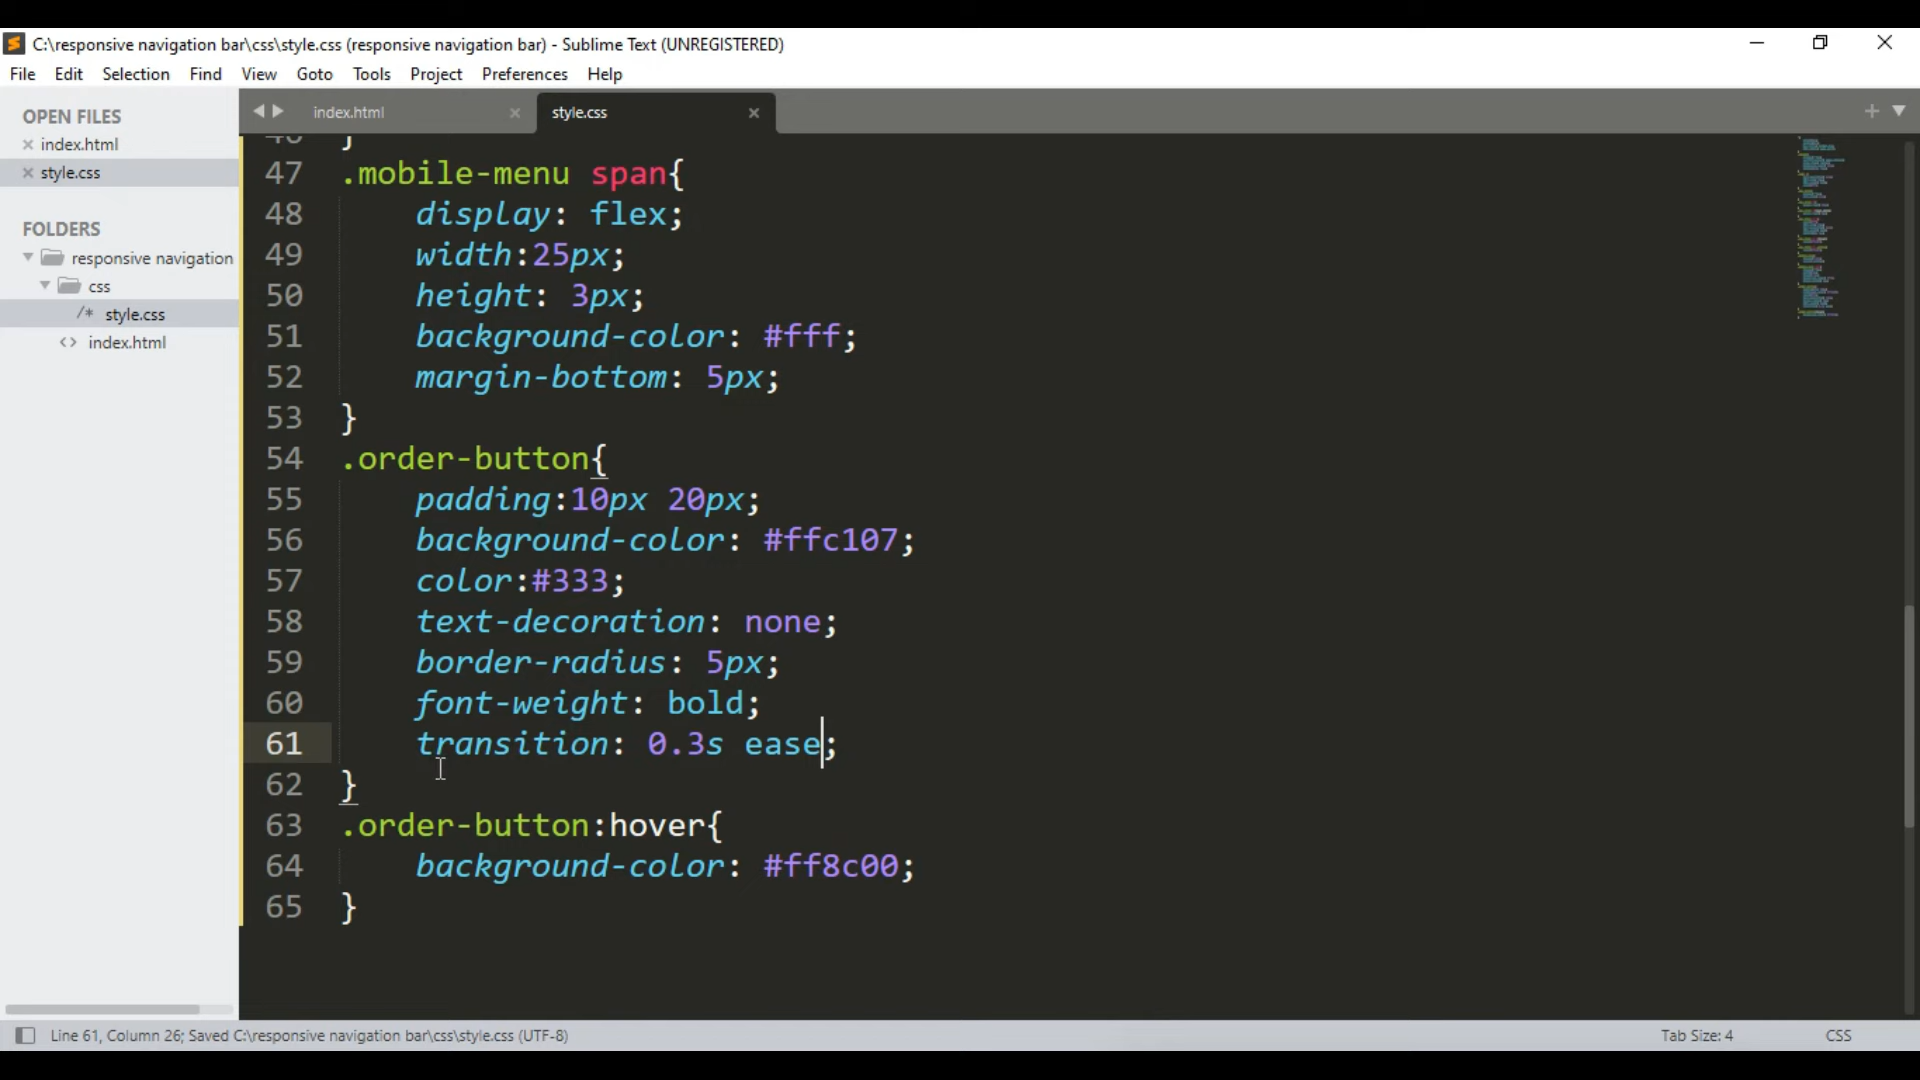 C:\responsive navigation bar\css\style.css (responsive navigation bar) - Sublime Text (UNREGISTERED)
File Edit Selection Find View Goto Tools Project Preferences Help
OPEN FILES
index.html
style.css
FOLDERS
responsive navigation
css
/* style.css
<> index.html
index.html style.css
46 }
47 .mobile-menu span{
48 display: flex;
49 width:25px;
50 height: 3px;
51 background-color: #fff;
52 margin-bottom: 5px;
53 }
54 .order-button{
55 padding:10px 20px;
56 background-color: #ffc107;
57 color:#333;
58 text-decoration: none;
59 border-radius: 5px;
60 font-weight: bold;
61 transition: 0.3s ease;
62 }
63 .order-button:hover{
64 background-color: #ff8c00;
65 }
Line 61, Column 26; Saved C:\responsive navigation bar\css\style.css (UTF-8)
Tab Size: 4
CSS